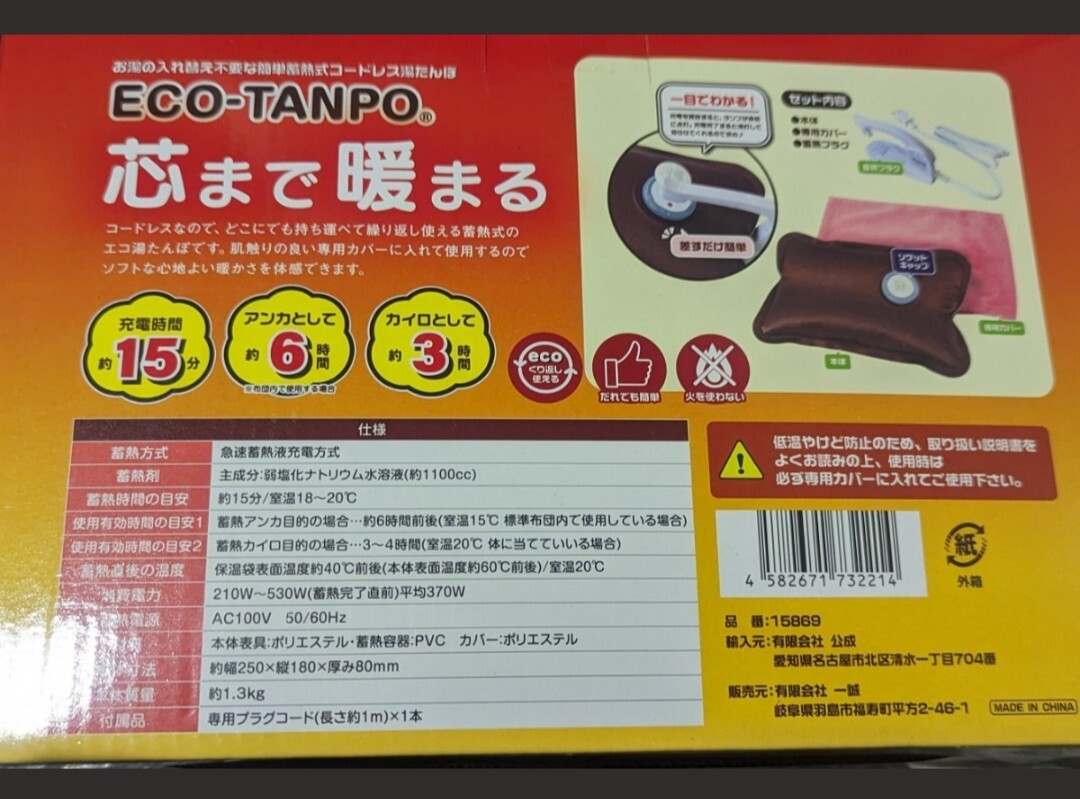 お湯の入れ替え不要な簡単蓄熱式コードレス湯たんぽ
ECO-TANPO®
芯まで暖まる
コードレスなので、どこにでも持ち運べて繰り返し使える蓄熱式の
エコ湯たんぽです。肌触りの良い専用カバーに入れて使用するので
ソフトな心地よい暖かさを体感できます。
充電時間
約15分
アンカとして
約6時間
※布団内で使用する場合
カイロとして
約3時間
eco
くり返し
使える
だれでも簡単
火を使わない
一目でわかる!
差すだけ簡単
セット内容
●本体
●専用カバー
●蓄熱プラグ
蓄熱プラグ
ソフト
キャップ
専用カバー
本体
仕様
蓄熱方式 急速蓄熱液充電方式
蓄熱剤 主成分:弱塩化ナトリウム水溶液(約1100cc)
蓄熱時間の目安 約15分/室温18〜20℃
使用有効時間の目安1 蓄熱アンカ目的の場合…約6時間前後(室温15℃ 標準布団内で使用している場合)
使用有効時間の目安2 蓄熱カイロ目的の場合…3〜4時間(室温20℃ 体に当てていいる場合)
蓄熱直後の温度 保温袋表面温度約40℃前後(本体表面温度約60℃前後)/室温20℃
消費電力 210W〜530W(蓄熱完了直前)平均370W
電源 AC100V 50/60Hz
本体表具:ポリエステル・蓄熱容器:PVC カバー:ポリエステル
寸法 約幅250×縦180×厚み80mm
質量 約1.3kg
付属品 専用プラグコード(長さ約1m)×1本
低温やけど防止のため、取り扱い説明書を
よくお読みの上、使用時は
必ず専用カバーに入れてご使用下さい。
4 582671 732214
紙
外箱
品 番:15869
輸入元:有限会社 公成
愛知県名古屋市北区清水一丁目704番
販売元:有限会社 一誠
岐阜県羽島市福寿町平方2-46-1
MADE IN CHINA